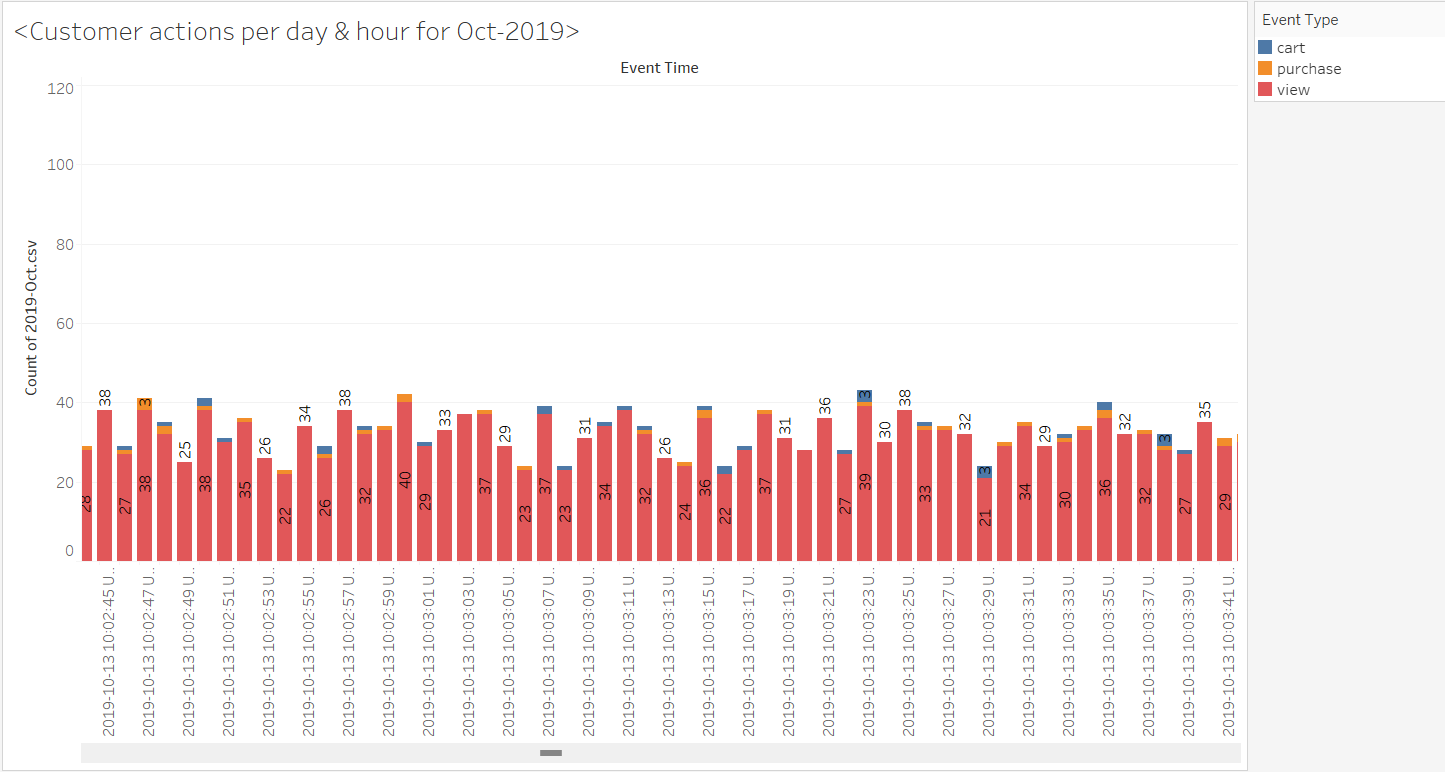 <Customer actions per day & hour for Oct-2019>
Event Type
cart
purchase
view
Event Time
Count of 2019-Oct.csv
120
100
80
60
40
20
0
28
38
27
38
3
25
38
35
26
22
34
26
38
32
40
29
33
37
29
23
37
23
31
34
32
26
24
36
22
37
31
36
27
39
3
30
38
33
32
21
3
34
29
30
36
32
32
3
27
35
29
2019-10-13 10:02:45 U..
2019-10-13 10:02:47 U..
2019-10-13 10:02:49 U..
2019-10-13 10:02:51 U..
2019-10-13 10:02:53 U..
2019-10-13 10:02:55 U..
2019-10-13 10:02:57 U..
2019-10-13 10:02:59 U..
2019-10-13 10:03:01 U..
2019-10-13 10:03:03 U..
2019-10-13 10:03:05 U..
2019-10-13 10:03:07 U..
2019-10-13 10:03:09 U..
2019-10-13 10:03:11 U..
2019-10-13 10:03:13 U..
2019-10-13 10:03:15 U..
2019-10-13 10:03:17 U..
2019-10-13 10:03:19 U..
2019-10-13 10:03:21 U..
2019-10-13 10:03:23 U..
2019-10-13 10:03:25 U..
2019-10-13 10:03:27 U..
2019-10-13 10:03:29 U..
2019-10-13 10:03:31 U..
2019-10-13 10:03:33 U..
2019-10-13 10:03:35 U..
2019-10-13 10:03:37 U..
2019-10-13 10:03:39 U..
2019-10-13 10:03:41 U..